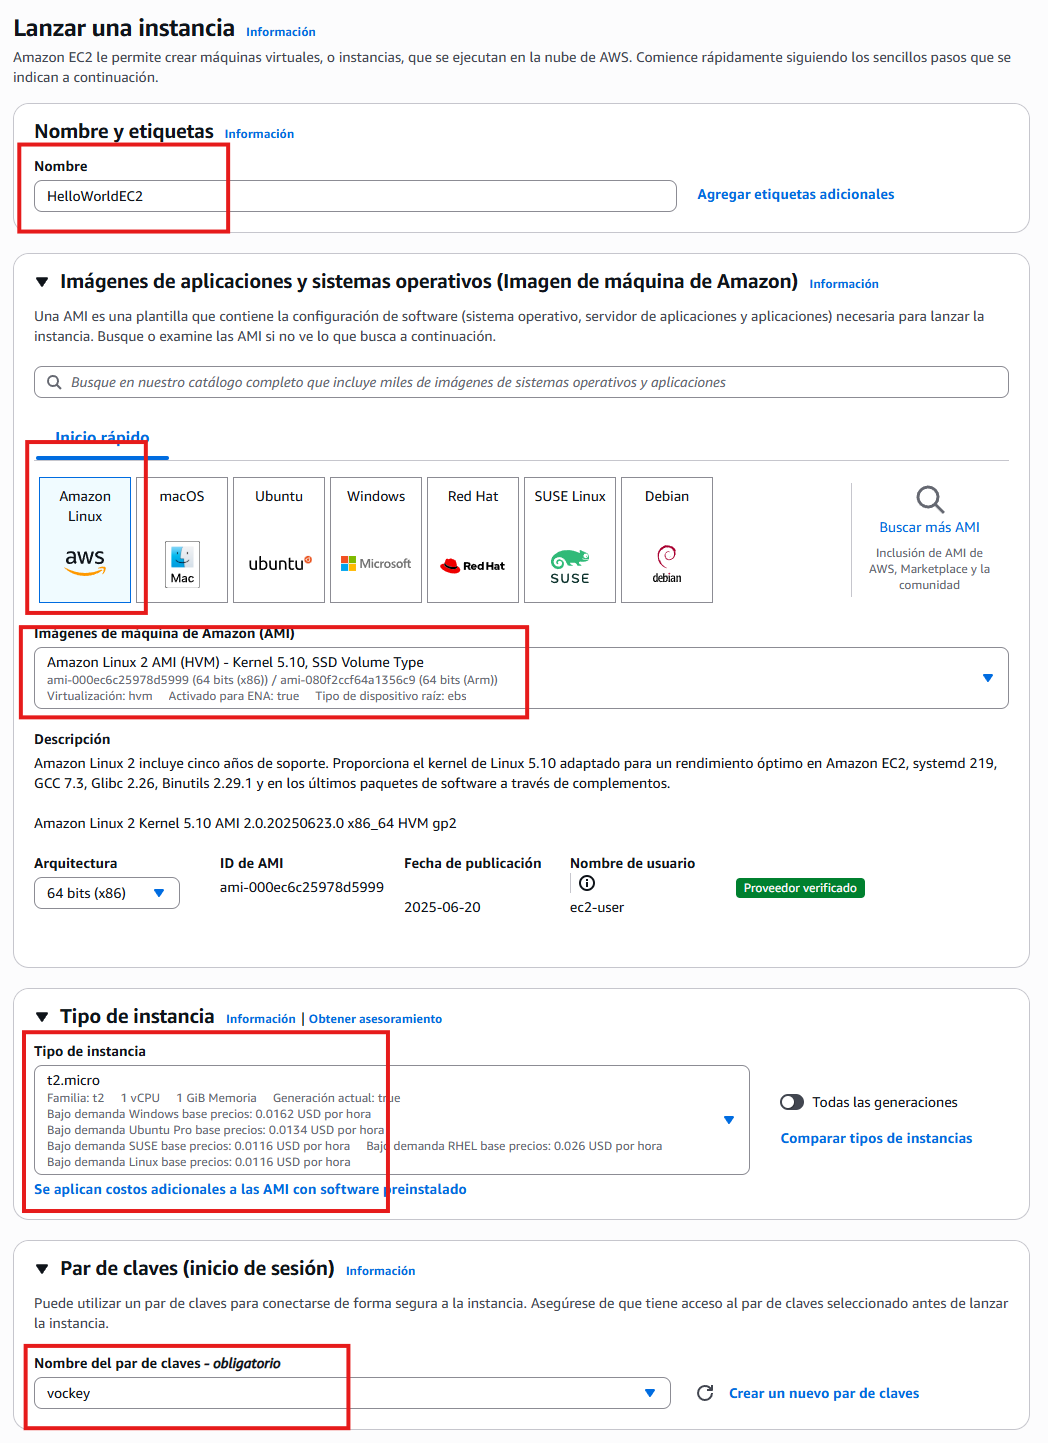 Lanzar una instancia Información
Amazon EC2 le permite crear máquinas virtuales, o instancias, que se ejecutan en la nube de AWS. Comience rápidamente siguiendo los sencillos pasos que se
indican a continuación.
Nombre y etiquetas Información
Nombre
HelloWorldEC2
Agregar etiquetas adicionales
Imágenes de aplicaciones y sistemas operativos (Imagen de máquina de Amazon) Información
Una AMI es una plantilla que contiene la configuración de software (sistema operativo, servidor de aplicaciones y aplicaciones) necesaria para lanzar la
instancia. Busque o examine las AMI si no ve lo que busca a continuación.
Busque en nuestro catálogo completo que incluye miles de imágenes de sistemas operativos y aplicaciones
Inicio rápido
Amazon
Linux
aws
macOS
Mac
Ubuntu
ubuntu
Windows
Microsoft
Red Hat
Red Hat
SUSE Linux
SUSE
Debian
debian
Buscar más AMI
Inclusión de AMI de
AWS, Marketplace y la
comunidad
Imágenes de máquina de Amazon (AMI)
Amazon Linux 2 AMI (HVM) - Kernel 5.10, SSD Volume Type
ami-000ec6c25978d5999 (64 bits (x86)) / ami-080f2ccf64a1356c9 (64 bits (Arm))
Virtualización: hvm Activado para ENA: true Tipo de dispositivo raíz: ebs
Descripción
Amazon Linux 2 incluye cinco años de soporte. Proporciona el kernel de Linux 5.10 adaptado para un rendimiento óptimo en Amazon EC2, systemd 219,
GCC 7.3, Glibc 2.26, Binutils 2.29.1 y en los últimos paquetes de software a través de complementos.
Amazon Linux 2 Kernel 5.10 AMI 2.0.20250623.0 x86_64 HVM gp2
Arquitectura
64 bits (x86)
ID de AMI
ami-000ec6c25978d5999
Fecha de publicación
2025-06-20
Nombre de usuario
ec2-user
Proveedor verificado
Tipo de instancia Información | Obtener asesoramiento
Tipo de instancia
t2.micro
Familia: t2 1 vCPU 1 GiB Memoria Generación actual: true
Bajo demanda Windows base precios: 0.0162 USD por hora
Bajo demanda Ubuntu Pro base precios: 0.0134 USD por hora
Bajo demanda SUSE base precios: 0.0116 USD por hora Bajo demanda RHEL base precios: 0.026 USD por hora
Bajo demanda Linux base precios: 0.0116 USD por hora
Todas las generaciones
Comparar tipos de instancias
Se aplican costos adicionales a las AMI con software preinstalado
Par de claves (inicio de sesión) Información
Puede utilizar un par de claves para conectarse de forma segura a la instancia. Asegúrese de que tiene acceso al par de claves seleccionado antes de lanzar
la instancia.
Nombre del par de claves - obligatorio
vockey
Crear un nuevo par de claves